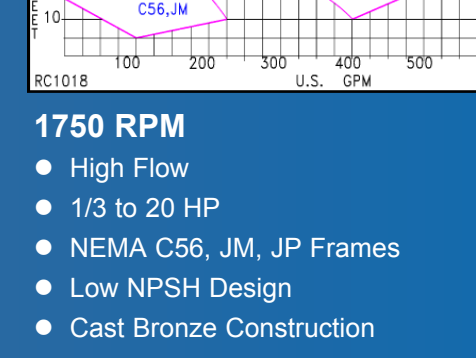 E
E
T
10
C56,JM
100 200 300 400 500
RC1018 U.S. GPM
1750 RPM
● High Flow
● 1/3 to 20 HP
● NEMA C56, JM, JP Frames
● Low NPSH Design
● Cast Bronze Construction